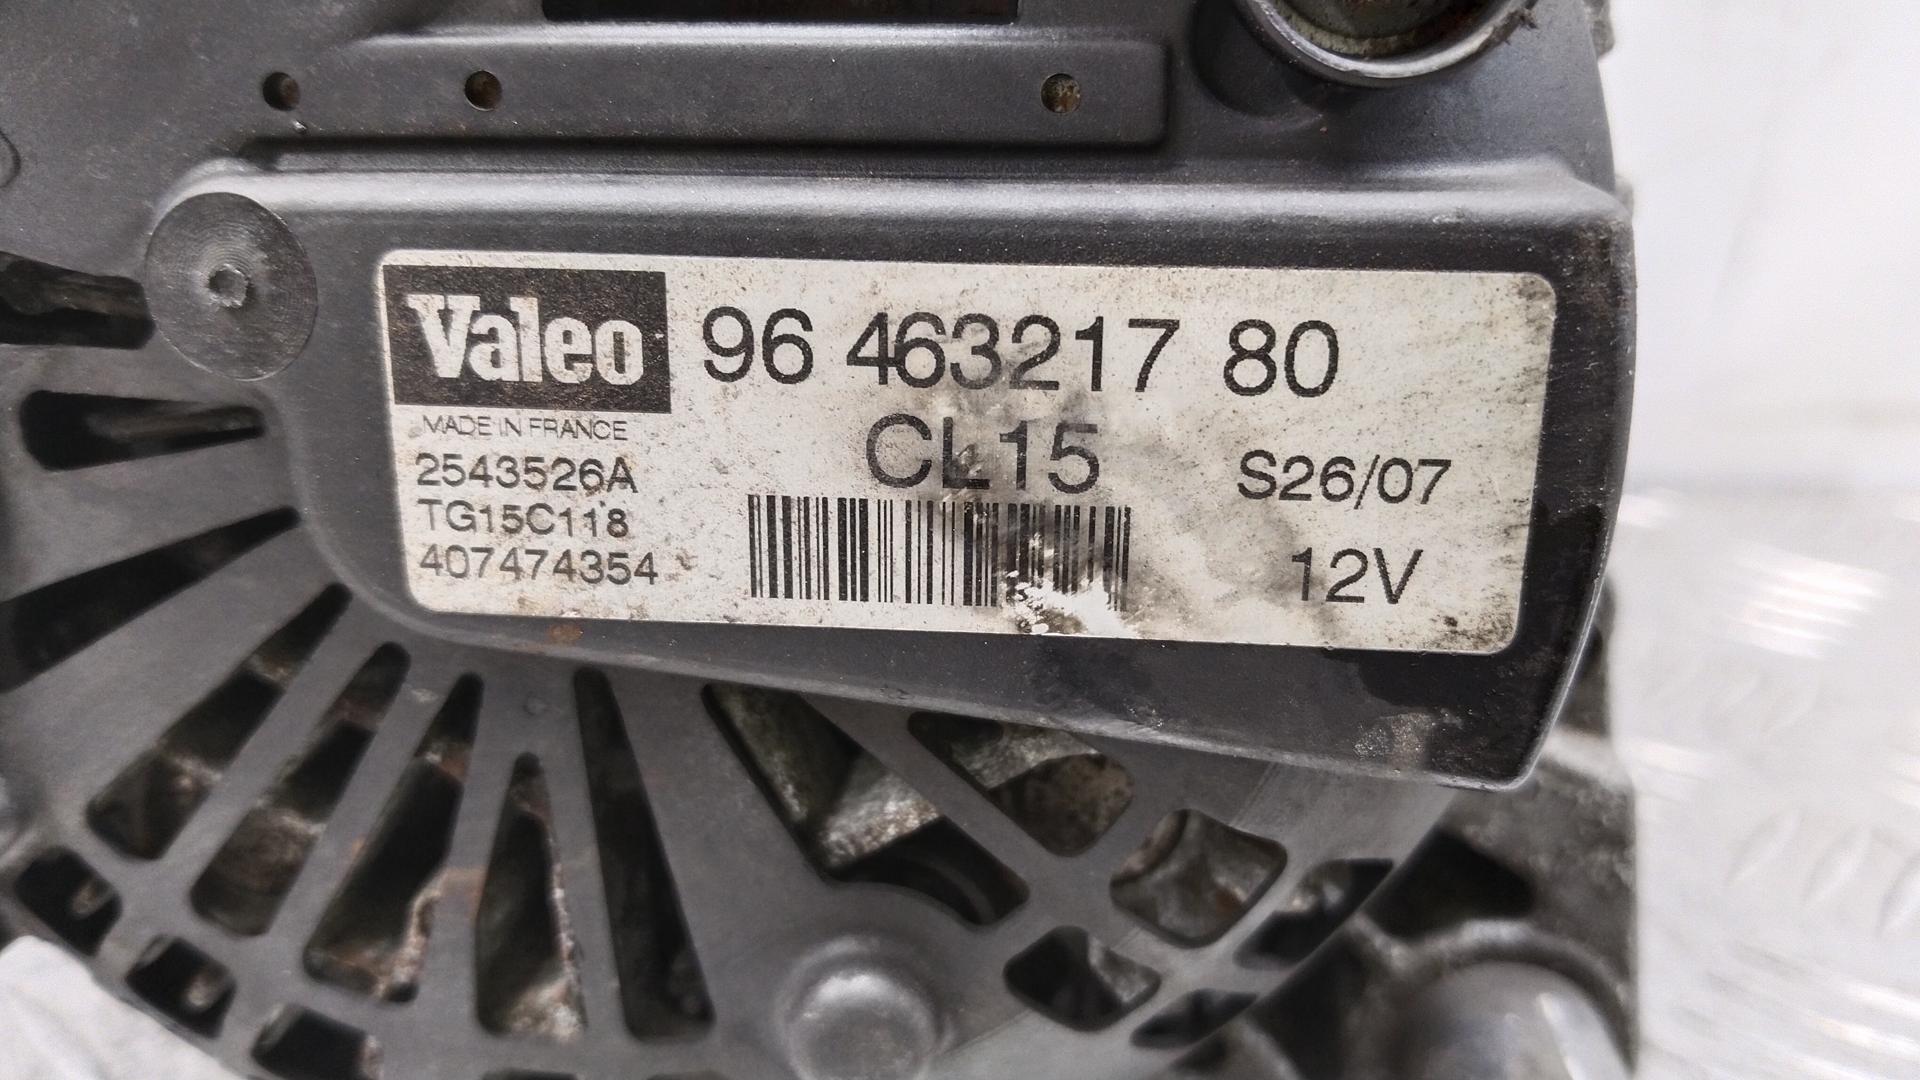 Valeo
96 463217 80
MADE IN FRANCE
CL15
2543526A
S26/07
TG15C118
407474354
12V